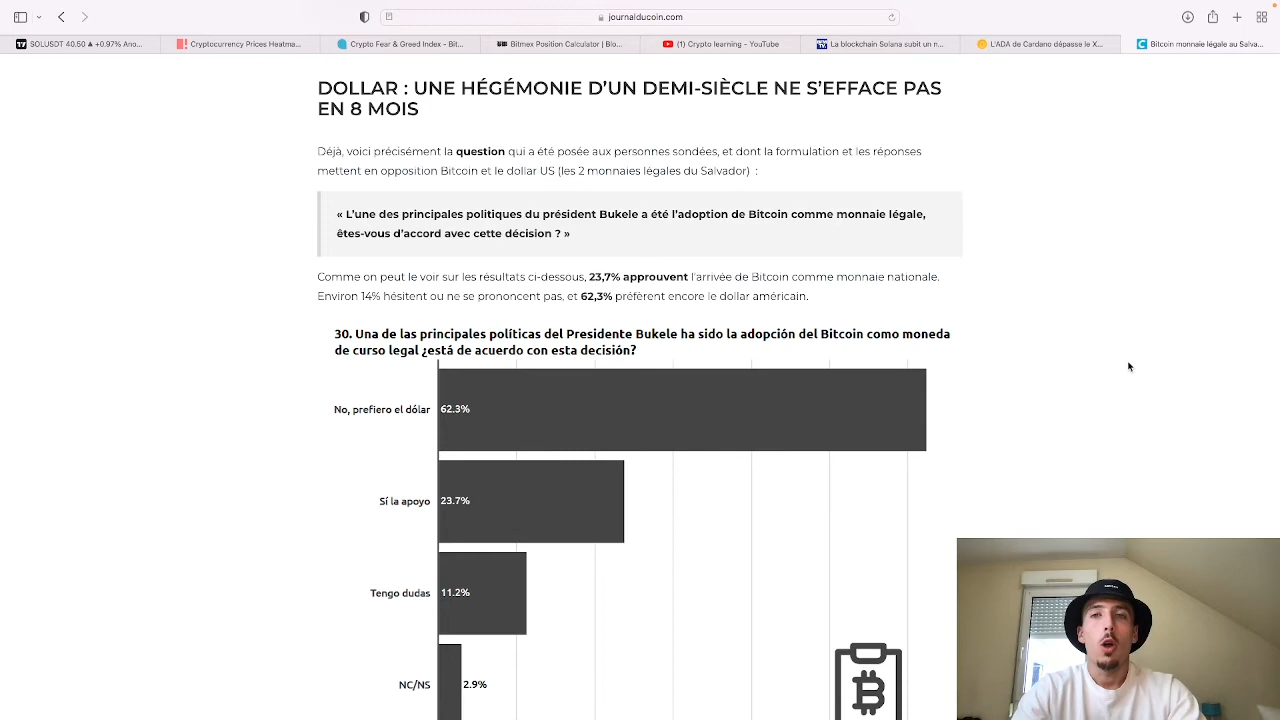 journalducoin.com
SOLUSDT 40.50 ▲ +0.97% Ano...
Cryptocurrency Prices Heatma...
Crypto Fear & Greed Index - Bit...
Bitmex Position Calculator | Blo...
(1) Crypto learning - YouTube
La blockchain Solana subit un n...
L'ADA de Cardano dépasse le X...
Bitcoin monnaie légale au Salva...
DOLLAR : UNE HÉGÉMONIE D'UN DEMI-SIÈCLE NE S'EFFACE PAS
EN 8 MOIS
Déjà, voici précisément la question qui a été posée aux personnes sondées, et dont la formulation et les réponses
mettent en opposition Bitcoin et le dollar US (les 2 monnaies légales du Salvador) :
« L'une des principales politiques du président Bukele a été l'adoption de Bitcoin comme monnaie légale,
êtes-vous d'accord avec cette décision ? »
Comme on peut le voir sur les résultats ci-dessous, 23,7% approuvent l'arrivée de Bitcoin comme monnaie nationale.
Environ 14% hésitent ou ne se prononcent pas, et 62,3% préfèrent encore le dollar américain.
30. Una de las principales políticas del Presidente Bukele ha sido la adopción del Bitcoin como moneda
de curso legal ¿está de acuerdo con esta decisión?
No, prefiero el dólar 62.3%
Sí la apoyo 23.7%
Tengo dudas 11.2%
NC/NS 2.9%